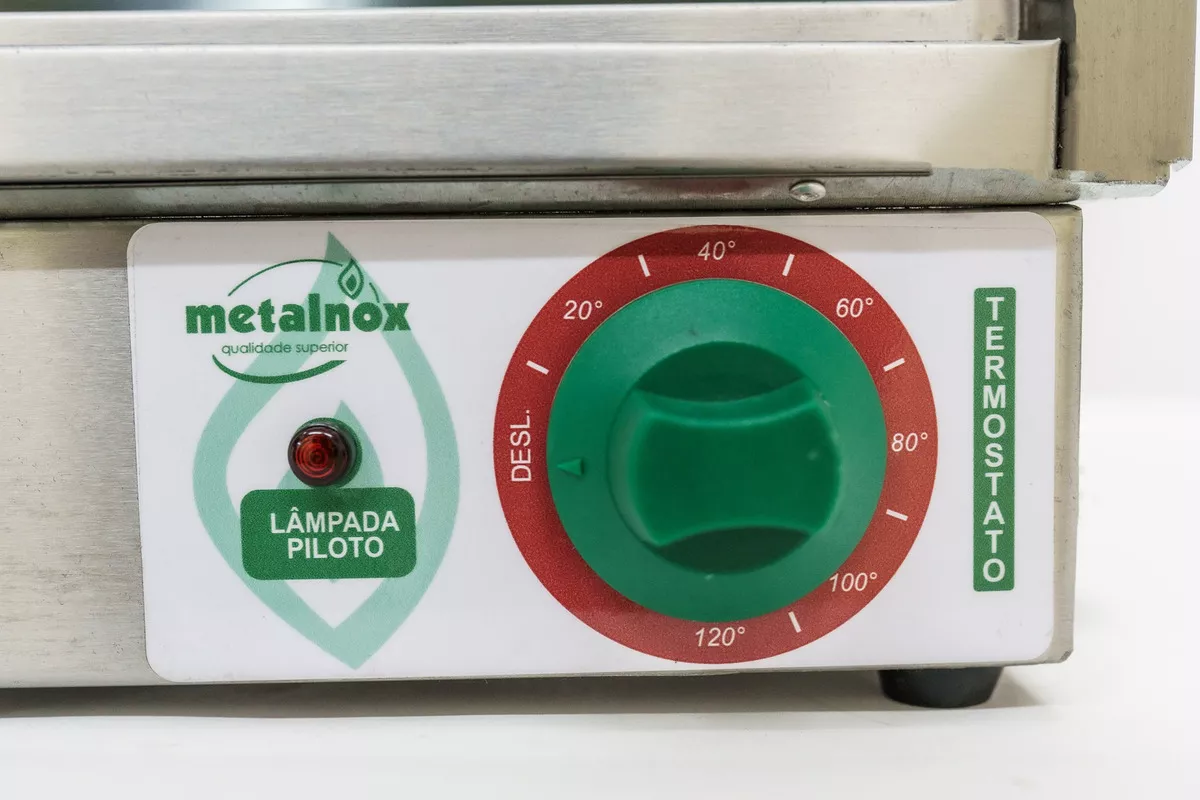 metalnox
qualidade superior
LÂMPADA
PILOTO
DESL.
20°
40°
60°
80°
100°
120°
TERMOSTATO